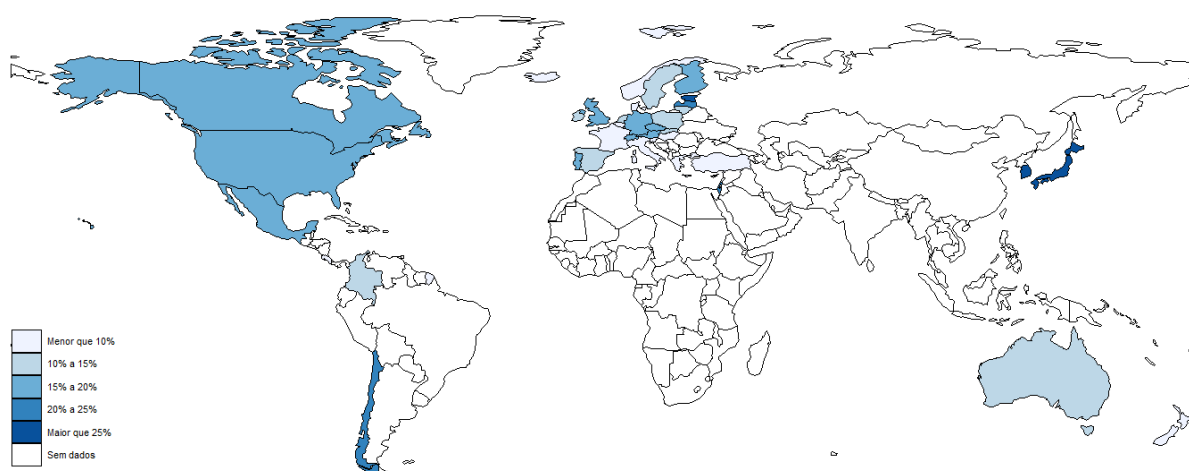 Menor que 10%
10% a 15%
15% a 20%
20% a 25%
Maior que 25%
Sem dados